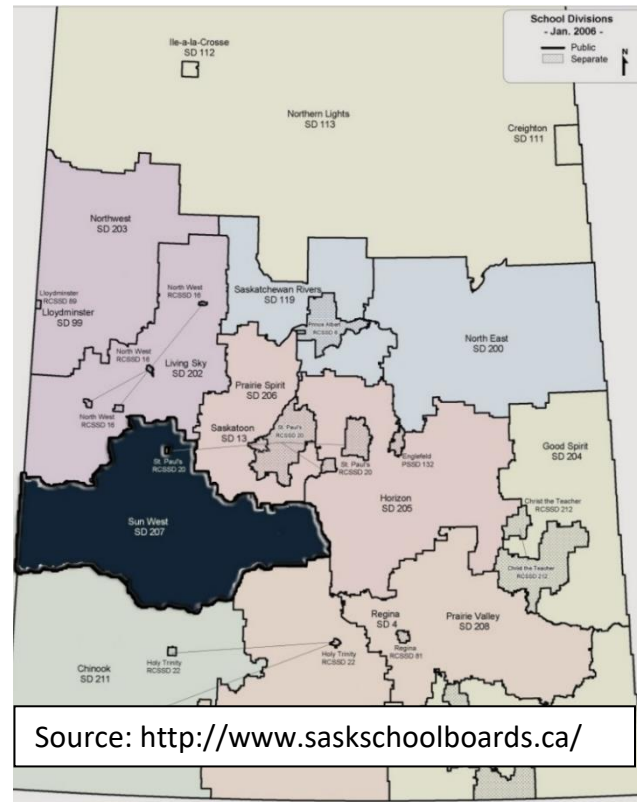 School Divisions
- Jan. 2006 -
Public
Separate
N
Ile-a-la-Crosse
SD 112
Northern Lights
SD 113
Creighton
SD 111
Northwest
SD 203
Lloydminster
RCSSD 89
Lloydminster
SD 99
North West
RCSSD 16
Saskatchewan Rivers
SD 119
Prince Albert
RCSSD 6
North East
SD 200
North West
RCSSD 16
Living Sky
SD 202
North West
RCSSD 16
Prairie Spirit
SD 206
Saskatoon
SD 13
St. Paul's
RCSSD 20
St. Paul's
RCSSD 20
St. Paul's
RCSSD 20
Englefeld
PSSD 132
Good Spirit
SD 204
Horizon
SD 205
Christ the Teacher
RCSSD 212
Christ the Teacher
RCSSD 212
Sun West
SD 207
Regina
SD 4
Regina
RCSSD 81
Prairie Valley
SD 208
Holy Trinity
RCSSD 22
Holy Trinity
RCSSD 22
Chinook
SD 211
Source: http://www.saskschoolboards.ca/